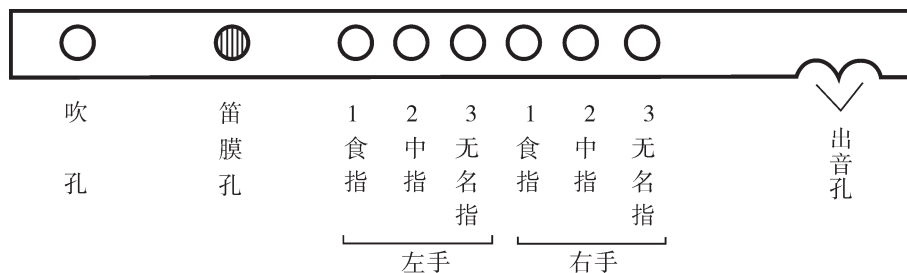 吹孔
笛膜孔
1食指
2中指
3无名指
1食指
2中指
3无名指
出音孔
左手
右手